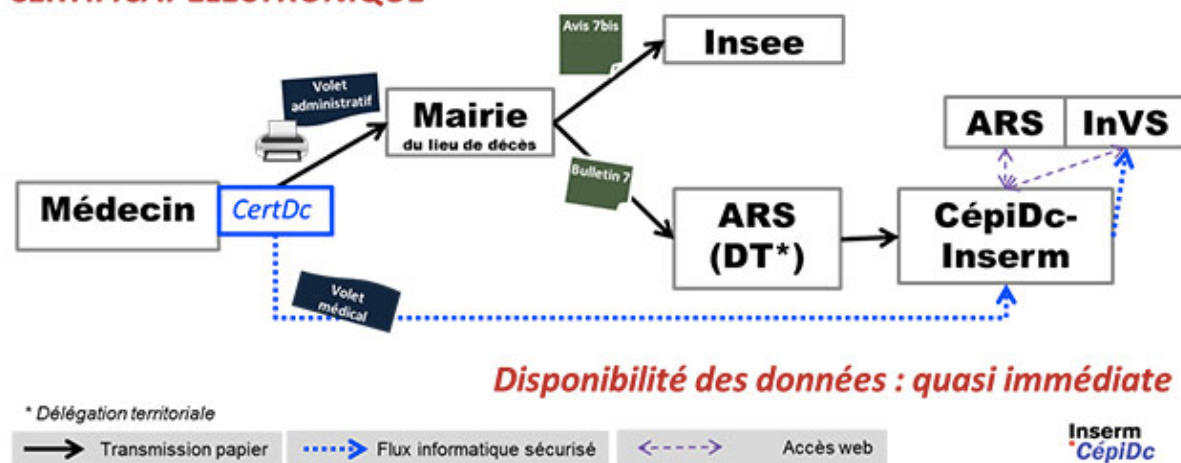 CERTIFICAT ÉLECTRONIQUE
Avis 7bis
Insee
Volet
administratif
Mairie
du lieu de décès
ARS
InVS
Bulletin 7
Médecin
CertDc
ARS
(DT*)
CépiDc-
Inserm
Volet
médical
Disponibilité des données : quasi immédiate
* Délégation territoriale
Transmission papier
Flux informatique sécurisé
Accès web
Inserm
CépiDc